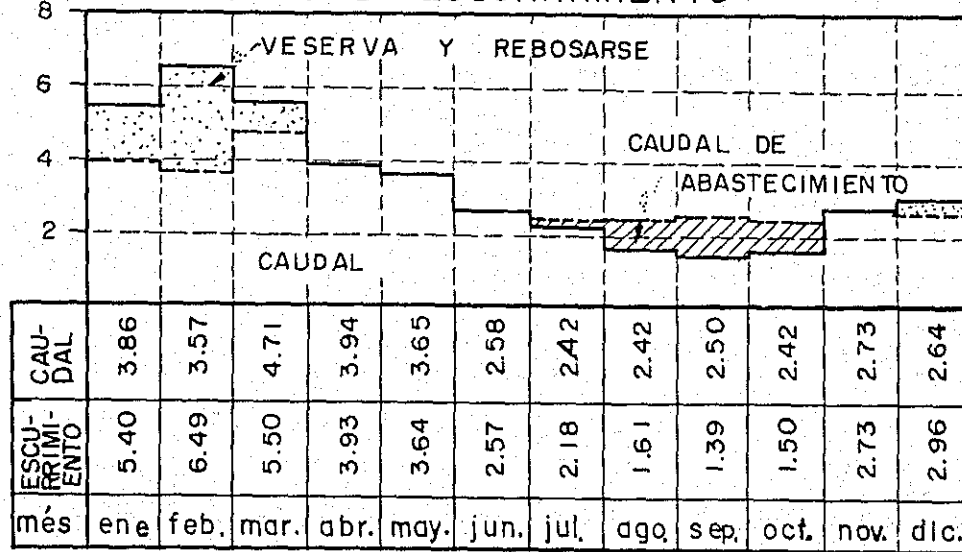 8
VESERVA Y REBOSARSE
6
4
CAUDAL DE
ABASTECIMIENTO
2
CAUDAL
CAU-
DAL
3.86 3.57 4.71 3.94 3.65 2.58 2.42 2.42 2.50 2.42 2.73 2.64
ESCU-
RRIMI-
ENTO
5.40 6.49 5.50 3.93 3.64 2.57 2.18 1.61 1.39 1.50 2.73 2.96
més ene feb. mar. abr. may. jun. jul. ago. sep. oct. nov. dic.